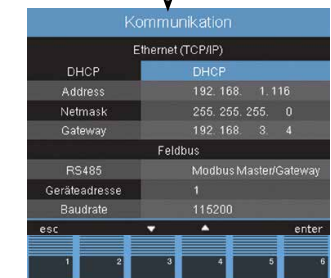 Kommunikation
Ethernet (TCP/IP)
DHCP DHCP
Address 192. 168. 1. 116
Netmask 255. 255. 255. 0
Gateway 192. 168. 3. 4
Feldbus
RS485 Modbus Master/Gateway
Geräteadresse 1
Baudrate 115200
esc ▼ ▲ enter
1 2 3 4 5 6